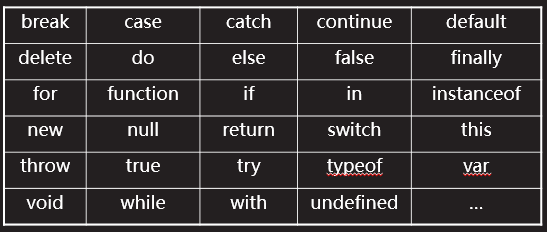 break case catch continue default
delete do else false finally
for function if in instanceof
new null return switch this
throw true try typeof var
void while with undefined ...